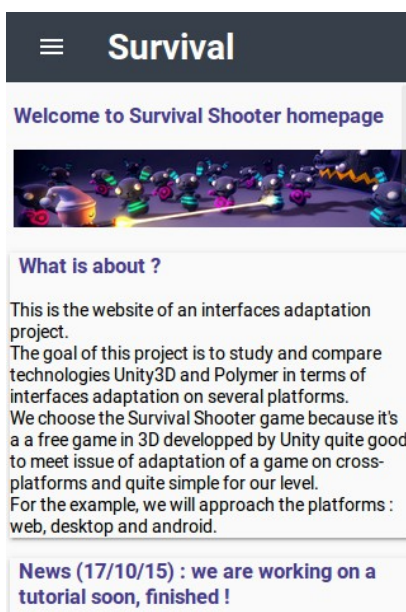 Survival
Welcome to Survival Shooter homepage
What is about ?
This is the website of an interfaces adaptation
project.
The goal of this project is to study and compare
technologies Unity3D and Polymer in terms of
interfaces adaptation on several platforms.
We choose the Survival Shooter game because it's
a a free game in 3D developped by Unity quite good
to meet issue of adaptation of a game on cross-
platforms and quite simple for our level.
For the example, we will approach the platforms :
web, desktop and android.
News (17/10/15) : we are working on a
tutorial soon, finished !